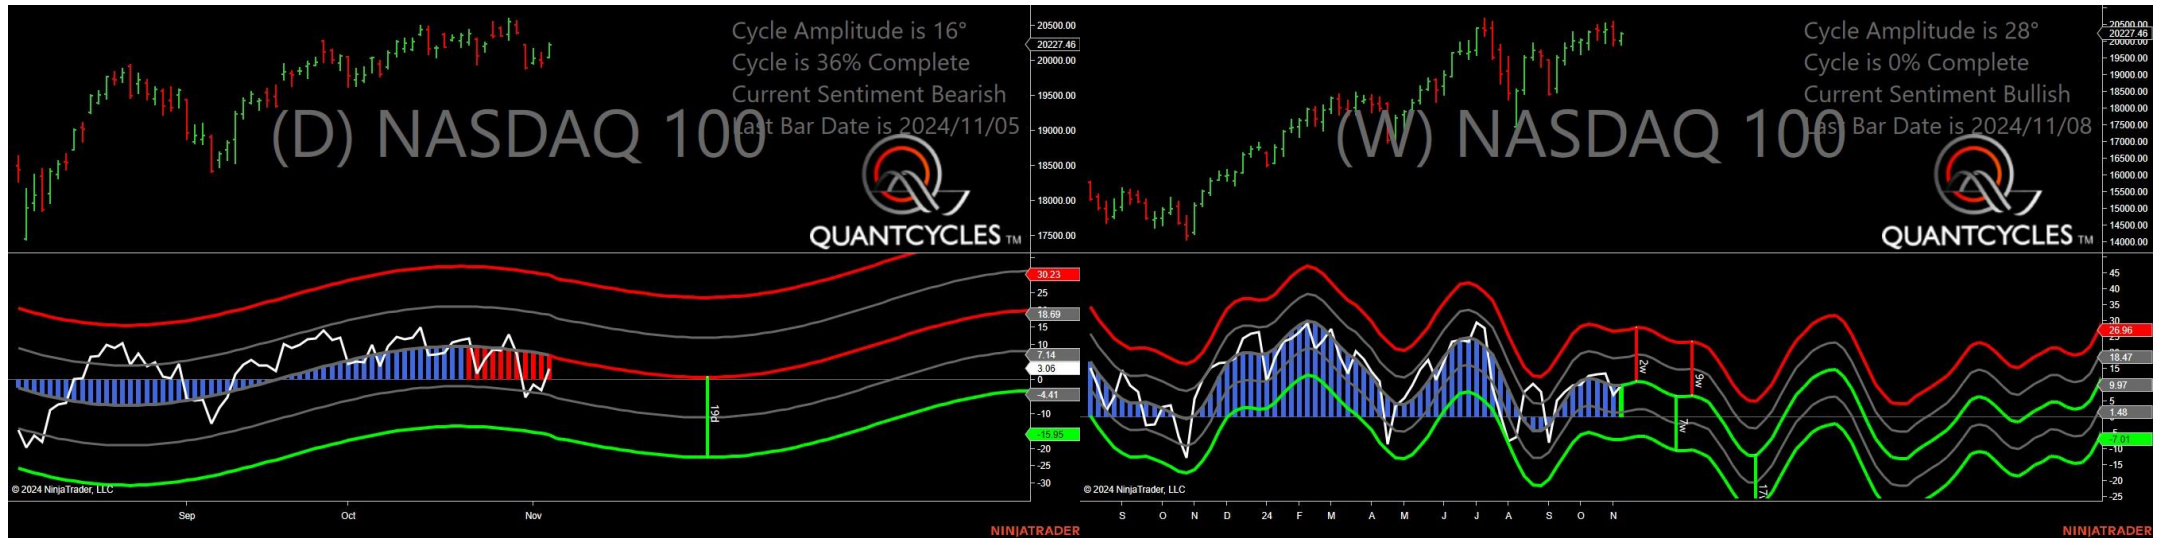 Cycle Amplitude is 16°
Cycle is 36% Complete
Current Sentiment Bearish
Last Bar Date is 2024/11/05
(D) NASDAQ 100
QUANTCYCLES TM
20500.00
20227.46
20000.00
19500.00
19000.00
18500.00
18000.00
17500.00
30.23
25
18.69
15
10
7.14
3.06
0
-4.41
-10
-15.95
-20
-25
-30
19d
© 2024 NinjaTrader, LLC
Sep Oct Nov
NINJATRADER
Cycle Amplitude is 28°
Cycle is 0% Complete
Current Sentiment Bullish
Last Bar Date is 2024/11/08
(W) NASDAQ 100
QUANTCYCLES TM
20500.00
20227.46
20000.00
19500.00
19000.00
18500.00
18000.00
17500.00
17000.00
16500.00
16000.00
15500.00
15000.00
14500.00
14000.00
45
40
35
30
26.96
18.47
15
9.97
5
1.48
-7.01
-10
-15
-20
-25
2w
9w
7w
© 2024 NinjaTrader, LLC
S O N D 24 F M A M J J A S O N
NINJATRADER